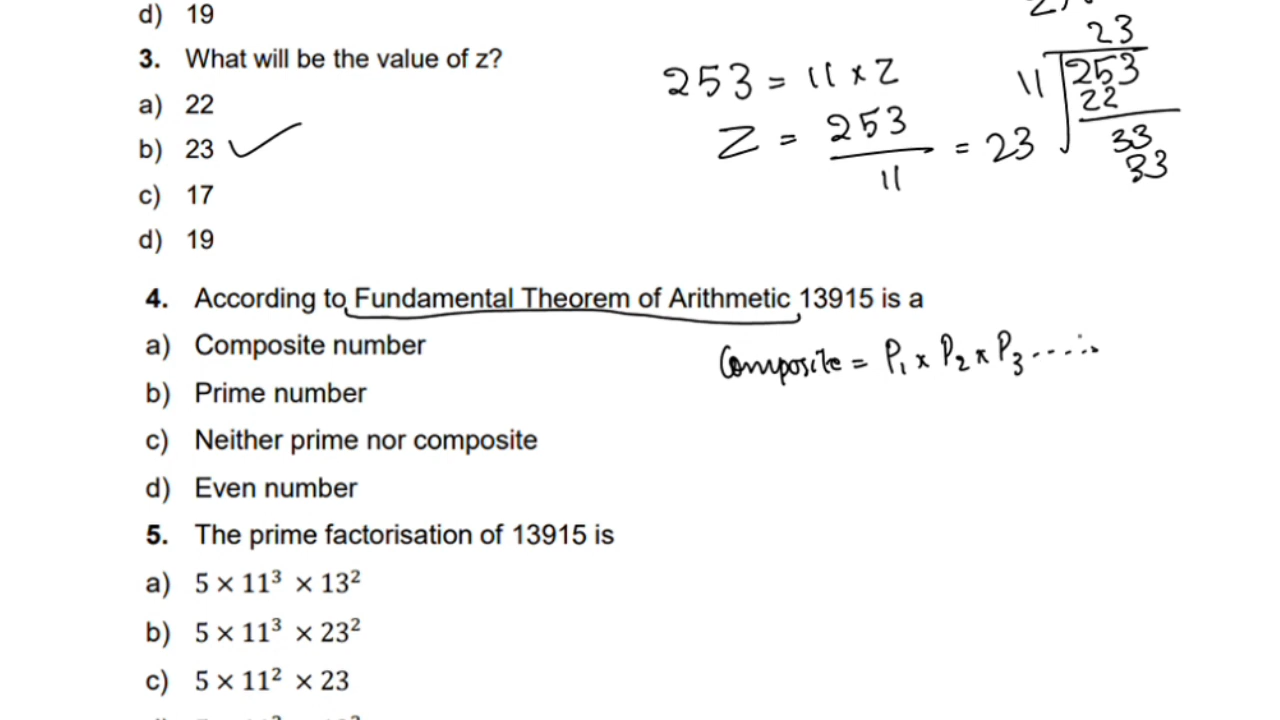 d) 19
3. What will be the value of z?
a) 22
b) 23
c) 17
d) 19
253 = 11 × Z
Z = 253 / 11 = 23
23
11 253
22
33
33
4. According to Fundamental Theorem of Arithmetic 13915 is a
a) Composite number
Composite = P₁ × P₂ × P₃ .....
b) Prime number
c) Neither prime nor composite
d) Even number
5. The prime factorisation of 13915 is
a) 5 × 11³ × 13²
b) 5 × 11³ × 23²
c) 5 × 11² × 23